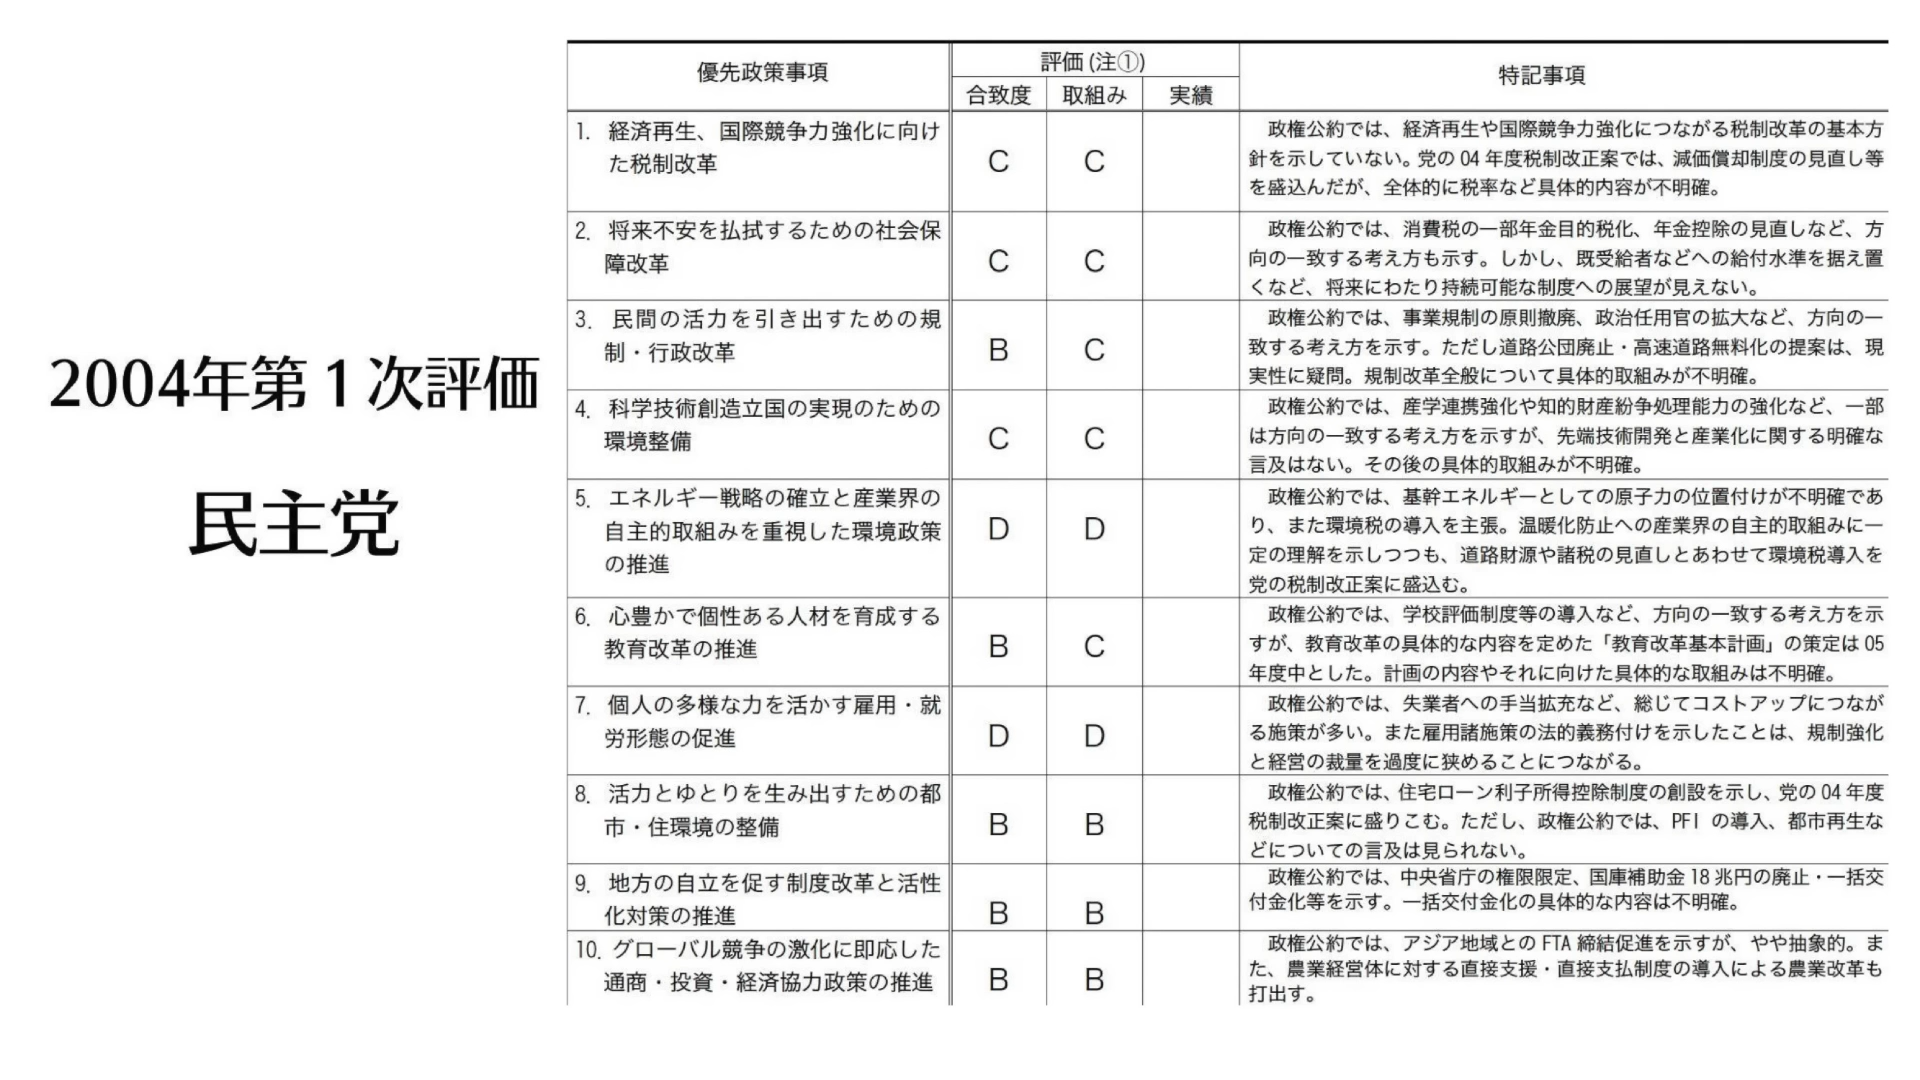 2004年第1次評価
民主党
優先政策事項
評価(注①)
特記事項
合致度 取組み 実績
1. 経済再生、国際競争力強化に向け
た税制改革
C C
政権公約では、経済再生や国際競争力強化につながる税制改革の基本方
針を示していない。党の04年度税制改正案では、減価償却制度の見直し等
を盛込んだが、全体的に税率など具体的内容が不明確。
2. 将来不安を払拭するための社会保
障改革
C C
政権公約では、消費税の一部年金目的税化、年金控除の見直しなど、方
向の一致する考え方も示す。しかし、既受給者などへの給付水準を据え置
くなど、将来にわたり持続可能な制度への展望が見えない。
3. 民間の活力を引き出すための規
制・行政改革
B C
政権公約では、事業規制の原則撤廃、政治任用官の拡大など、方向の一
致する考え方を示す。ただし道路公団廃止・高速道路無料化の提案は、現
実性に疑問。規制改革全般について具体的取組みが不明確。
4. 科学技術創造立国の実現のための
環境整備
C C
政権公約では、産学連携強化や知的財産紛争処理能力の強化など、一部
は方向の一致する考え方を示すが、先端技術開発と産業化に関する明確な
言及はない。その後の具体的取組みが不明確。
5. エネルギー戦略の確立と産業界の
自主的取組みを重視した環境政策
の推進
D D
政権公約では、基幹エネルギーとしての原子力の位置付けが不明確であ
り、また環境税の導入を主張。温暖化防止への産業界の自主的取組みに一
定の理解を示しつつも、道路財源や諸税の見直しとあわせて環境税導入を
党の税制改正案に盛込む。
6. 心豊かで個性ある人材を育成する
教育改革の推進
B C
政権公約では、学校評価制度等の導入など、方向の一致する考え方を示
すが、教育改革の具体的な内容を定めた「教育改革基本計画」の策定は05
年度中とした。計画の内容やそれに向けた具体的な取組みは不明確。
7. 個人の多様な力を活かす雇用・就
労形態の促進
D D
政権公約では、失業者への手当拡充など、総じてコストアップにつなが
る施策が多い。また雇用諸施策の法的義務付けを示したことは、規制強化
と経営の裁量を過度に狭めることにつながる。
8. 活力とゆとりを生み出すための都
市・住環境の整備
B B
政権公約では、住宅ローン利子所得控除制度の創設を示し、党の04年度
税制改正案に盛りこむ。ただし、政権公約では、PFI の導入、都市再生な
どについての言及は見られない。
9. 地方の自立を促す制度改革と活性
化対策の推進
B B
政権公約では、中央省庁の権限限定、国庫補助金18兆円の廃止・一括交
付金化等を示す。一括交付金化の具体的な内容は不明確。
10. グローバル競争の激化に即応した
通商・投資・経済協力政策の推進
B B
政権公約では、アジア地域とのFTA締結促進を示すが、やや抽象的。ま
た、農業経営体に対する直接支援・直接支払制度の導入による農業改革も
打出す。